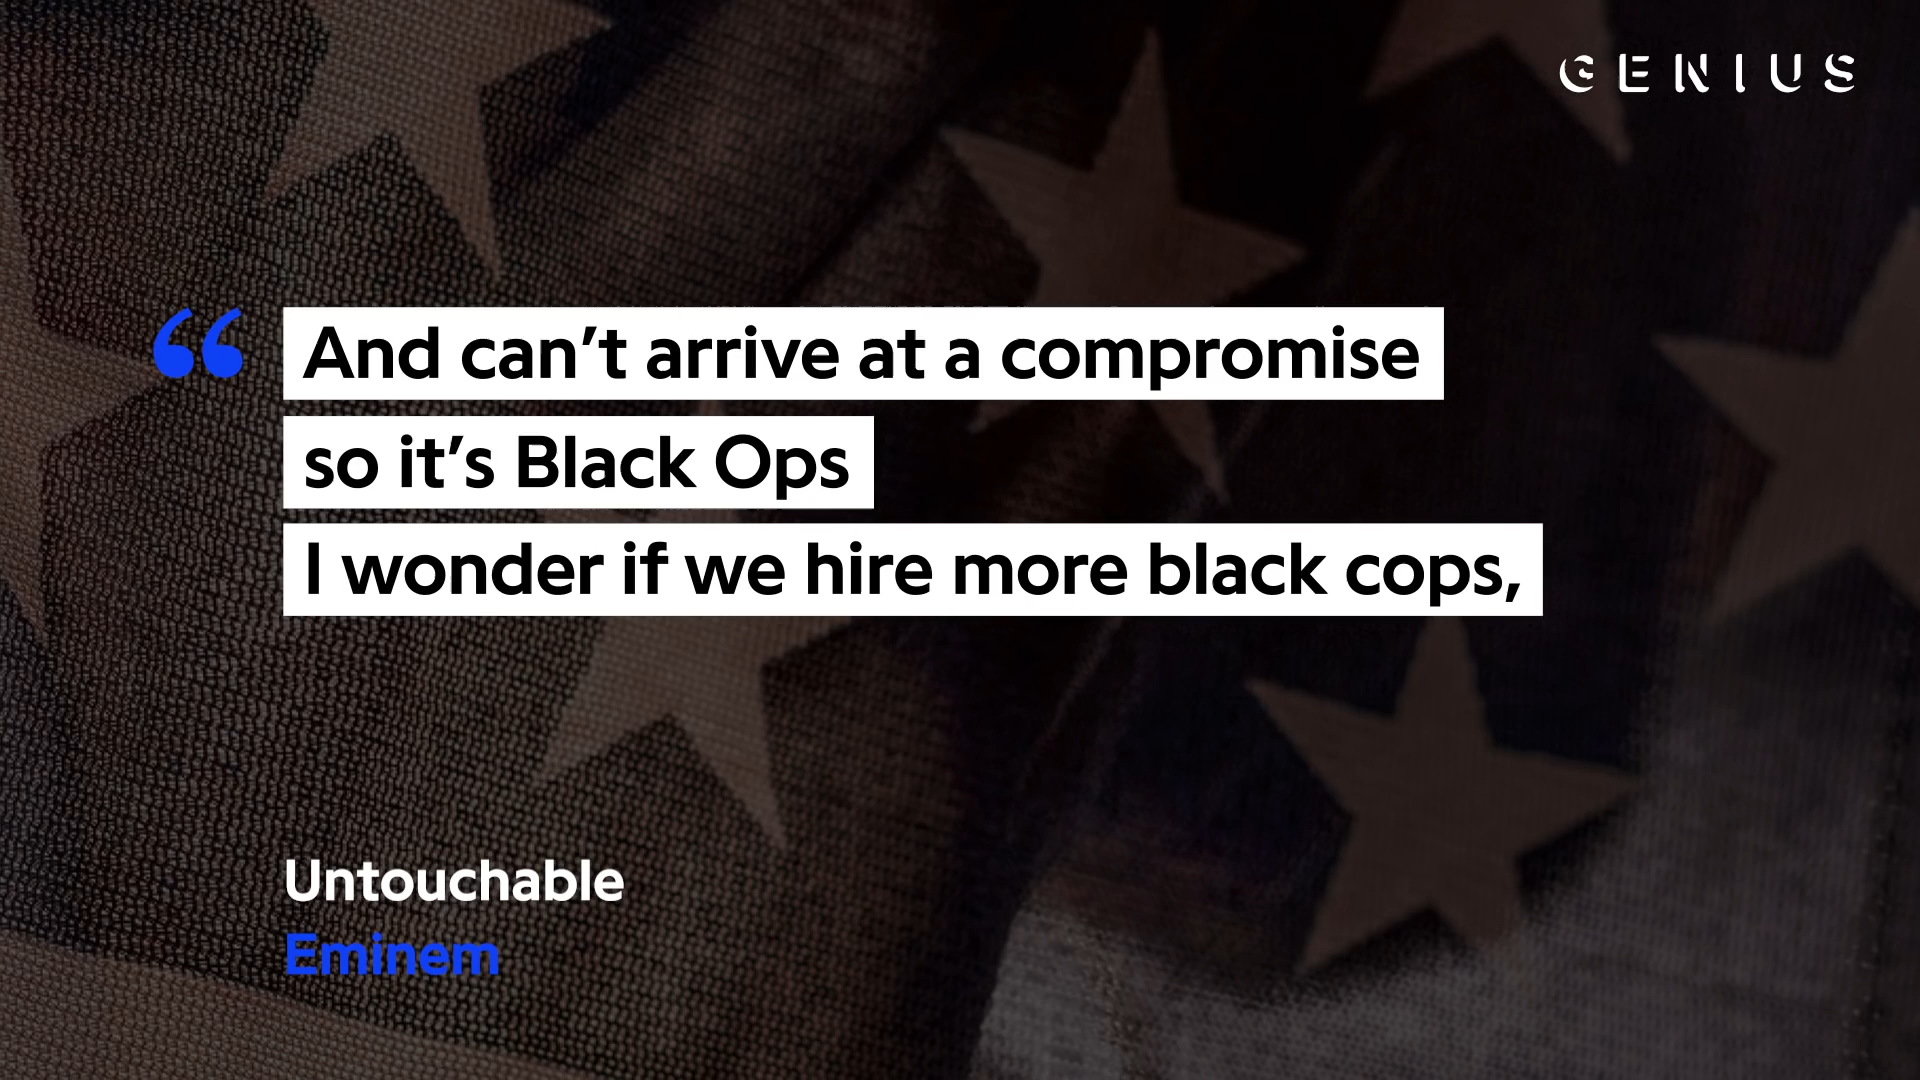 GENIUS
“ And can’t arrive at a compromise
so it’s Black Ops
I wonder if we hire more black cops,
Untouchable
Eminem